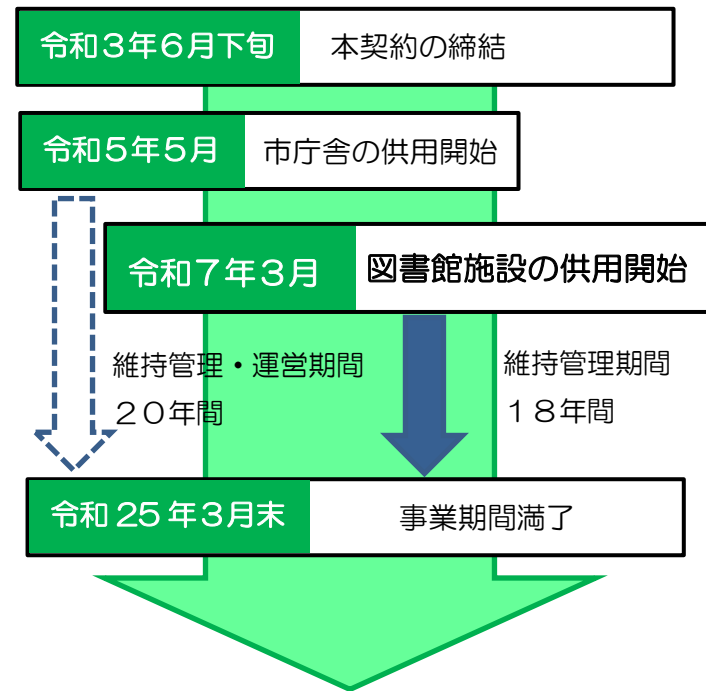 令和３年６月下旬 本契約の締結
令和５年５月 市庁舎の供用開始
令和７年３月 図書館施設の供用開始
維持管理・運営期間
２０年間
維持管理期間
１８年間
令和25年３月末 事業期間満了